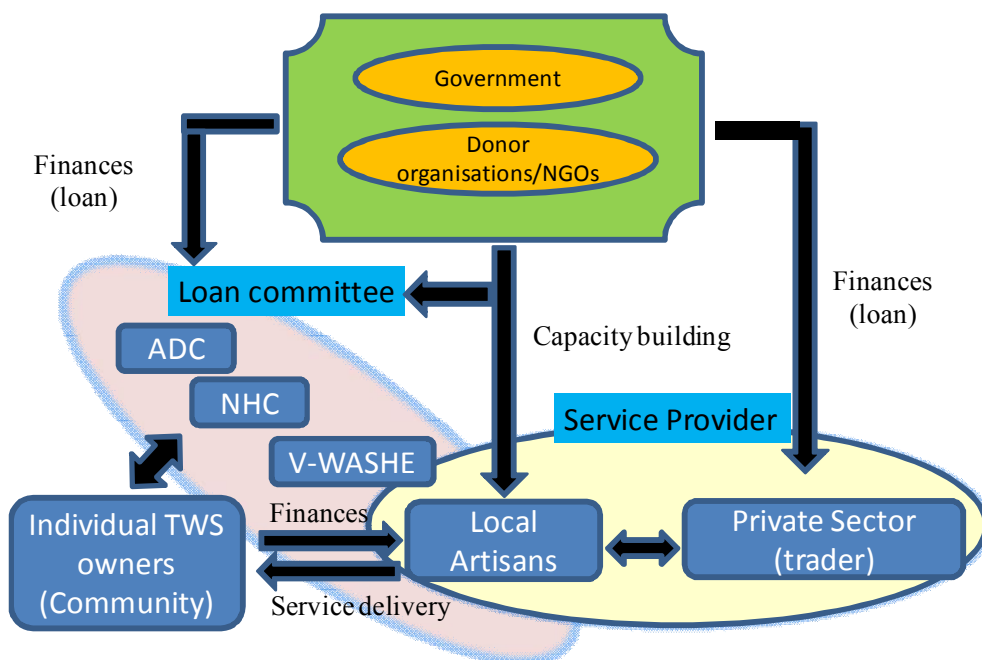 Government
Donor
organisations/NGOs
Finances
(loan)
Loan committee
Finances
(loan)
Capacity building
ADC
NHC
Service Provider
V-WASHE
Individual TWS
owners
(Community)
Finances
Service delivery
Local
Artisans
Private Sector
(trader)